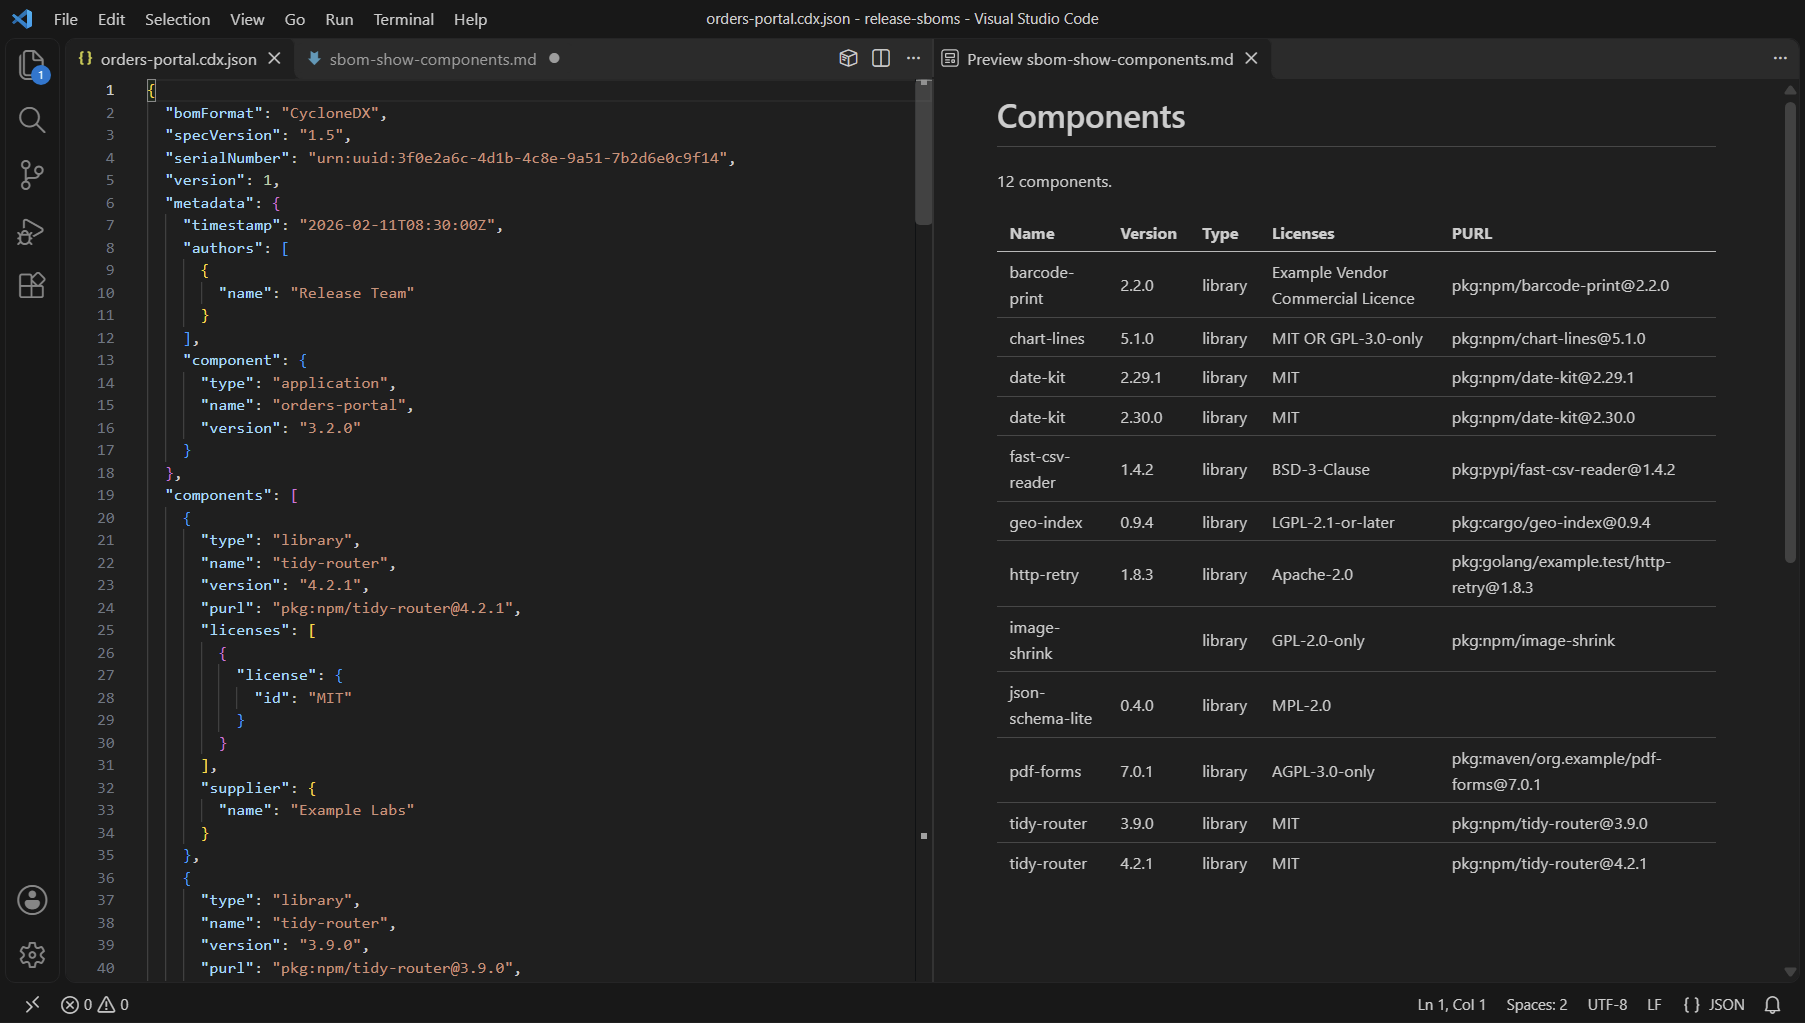 File Edit Selection View Go Run Terminal Help
orders-portal.cdx.json - release-sboms - Visual Studio Code
1
orders-portal.cdx.json
sbom-show-components.md
1 {
2 "bomFormat": "CycloneDX",
3 "specVersion": "1.5",
4 "serialNumber": "urn:uuid:3f0e2a6c-4d1b-4c8e-9a51-7b2d6e0c9f14",
5 "version": 1,
6 "metadata": {
7 "timestamp": "2026-02-11T08:30:00Z",
8 "authors": [
9 {
10 "name": "Release Team"
11 }
12 ],
13 "component": {
14 "type": "application",
15 "name": "orders-portal",
16 "version": "3.2.0"
17 }
18 },
19 "components": [
20 {
21 "type": "library",
22 "name": "tidy-router",
23 "version": "4.2.1",
24 "purl": "pkg:npm/tidy-router@4.2.1",
25 "licenses": [
26 {
27 "license": {
28 "id": "MIT"
29 }
30 }
31 ],
32 "supplier": {
33 "name": "Example Labs"
34 }
35 },
36 {
37 "type": "library",
38 "name": "tidy-router",
39 "version": "3.9.0",
40 "purl": "pkg:npm/tidy-router@3.9.0",
Preview sbom-show-components.md
Components
12 components.
Name Version Type Licenses PURL
barcode-print 2.2.0 library Example Vendor Commercial Licence pkg:npm/barcode-print@2.2.0
chart-lines 5.1.0 library MIT OR GPL-3.0-only pkg:npm/chart-lines@5.1.0
date-kit 2.29.1 library MIT pkg:npm/date-kit@2.29.1
date-kit 2.30.0 library MIT pkg:npm/date-kit@2.30.0
fast-csv-reader 1.4.2 library BSD-3-Clause pkg:pypi/fast-csv-reader@1.4.2
geo-index 0.9.4 library LGPL-2.1-or-later pkg:cargo/geo-index@0.9.4
http-retry 1.8.3 library Apache-2.0 pkg:golang/example.test/http-retry@1.8.3
image-shrink library GPL-2.0-only pkg:npm/image-shrink
json-schema-lite 0.4.0 library MPL-2.0
pdf-forms 7.0.1 library AGPL-3.0-only pkg:maven/org.example/pdf-forms@7.0.1
tidy-router 3.9.0 library MIT pkg:npm/tidy-router@3.9.0
tidy-router 4.2.1 library MIT pkg:npm/tidy-router@4.2.1
0 0
Ln 1, Col 1 Spaces: 2 UTF-8 LF {} JSON